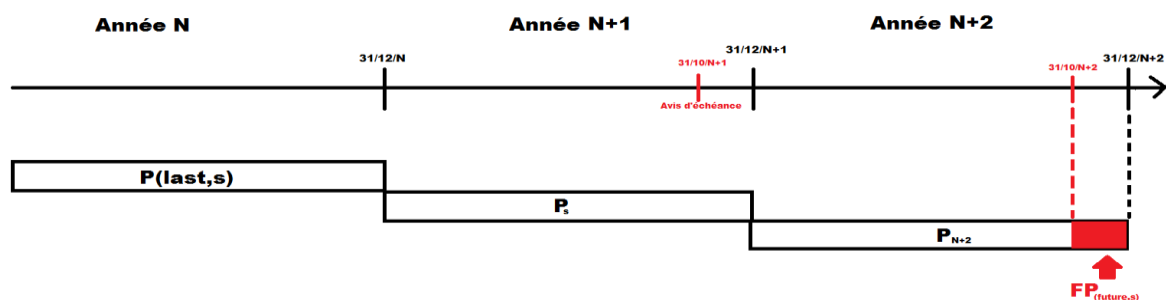 Année N
Année N+1
Année N+2
31/12/N
31/10/N+1
31/12/N+1
31/10/N+2
31/12/N+2
Avis d'échéance
P(last,s)
Ps
PN+2
FP(future,s)